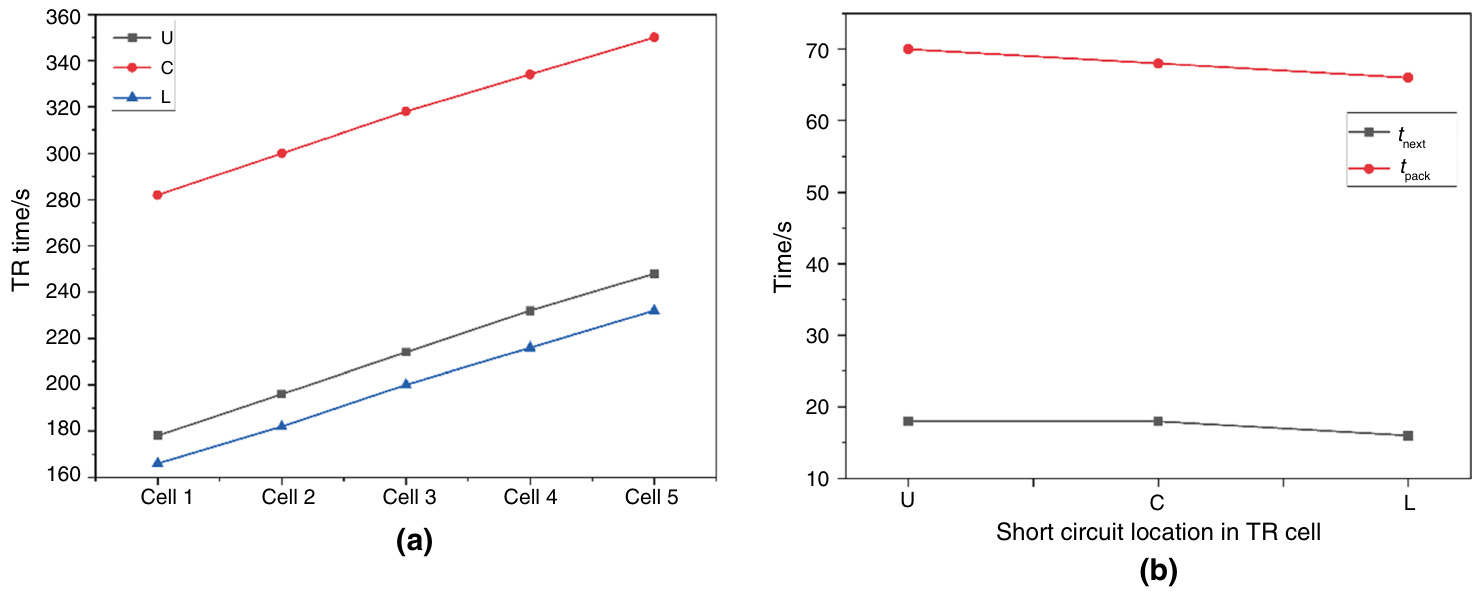 360
340
320
300
280
260
240
220
200
180
160
TR time/s
U
C
L
Cell 1 Cell 2 Cell 3 Cell 4 Cell 5
(a)
70
60
50
40
30
20
10
Time/s
tnext
tpack
U C L
Short circuit location in TR cell
(b)